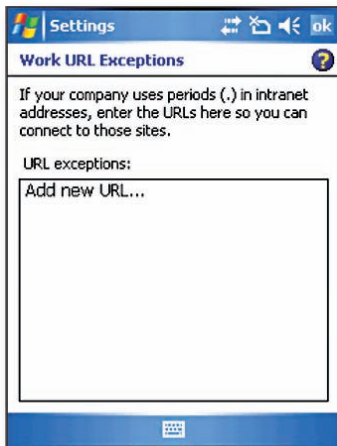 Settings
ok
Work URL Exceptions
?
If your company uses periods (.) in intranet
addresses, enter the URLs here so you can
connect to those sites.
URL exceptions:
Add new URL...